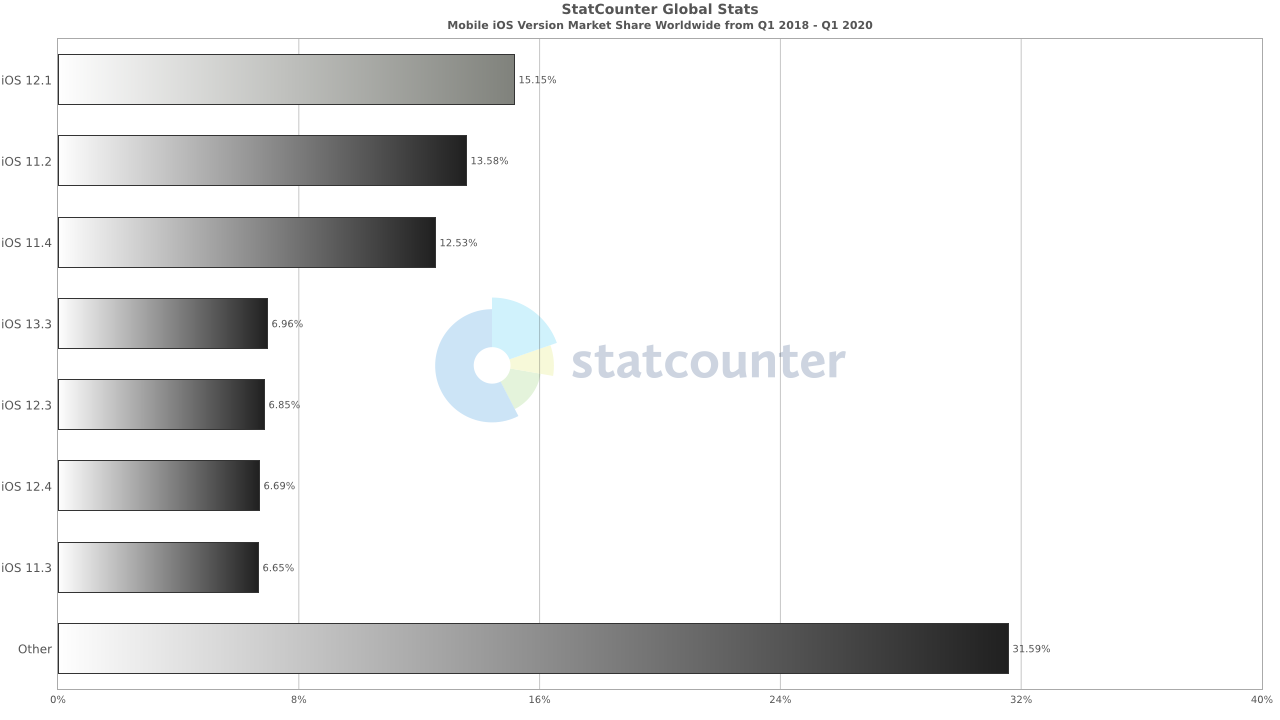 StatCounter Global Stats
Mobile iOS Version Market Share Worldwide from Q1 2018 - Q1 2020
iOS 12.1 15.15%
iOS 11.2 13.58%
iOS 11.4 12.53%
iOS 13.3 6.96%
statcounter
iOS 12.3 6.85%
iOS 12.4 6.69%
iOS 11.3 6.65%
Other 31.59%
0% 8% 16% 24% 32% 40%